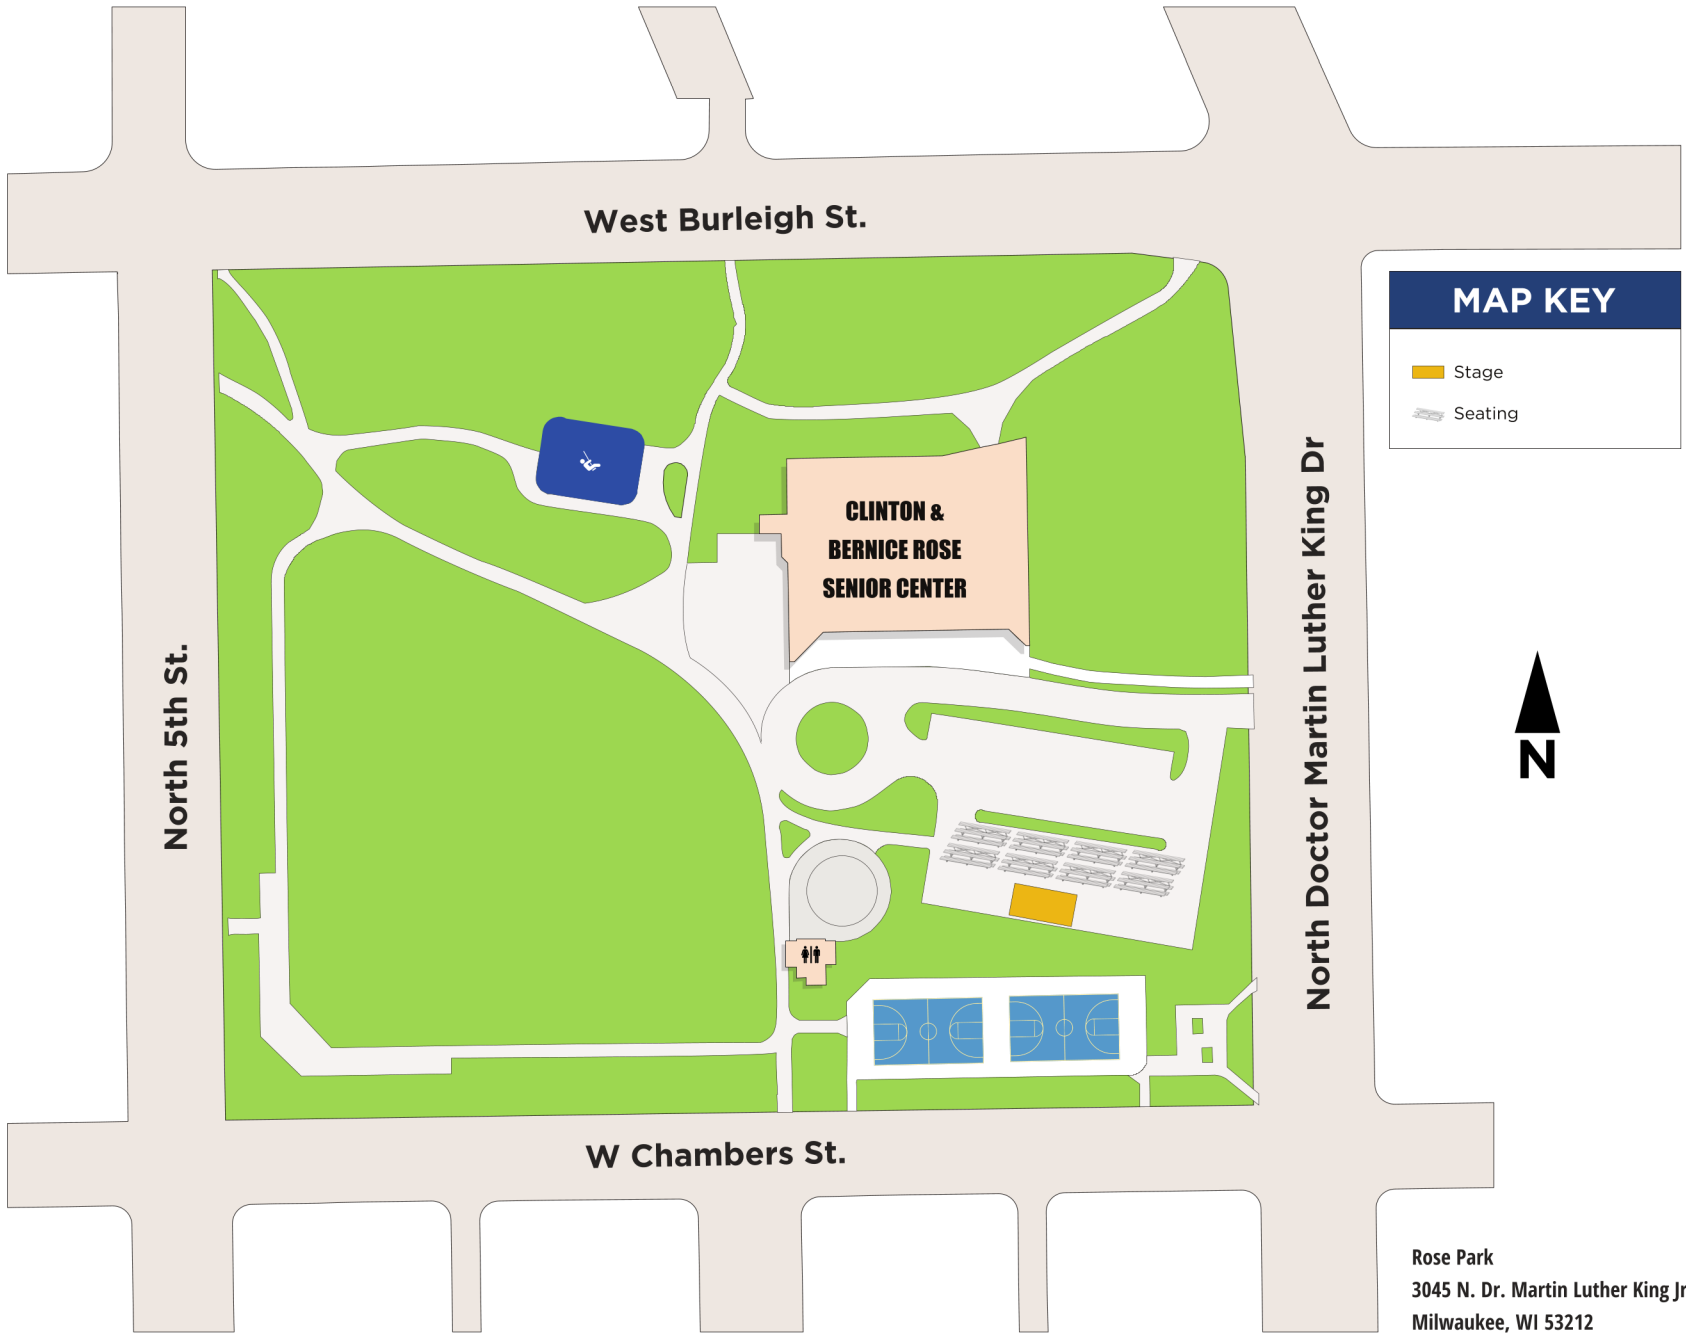 West Burleigh St.
MAP KEY
Stage
Seating
CLINTON &
BERNICE ROSE
SENIOR CENTER
North 5th St.
North Doctor Martin Luther King Dr
N
W Chambers St.
Rose Park
3045 N. Dr. Martin Luther King Jr
Milwaukee, WI 53212